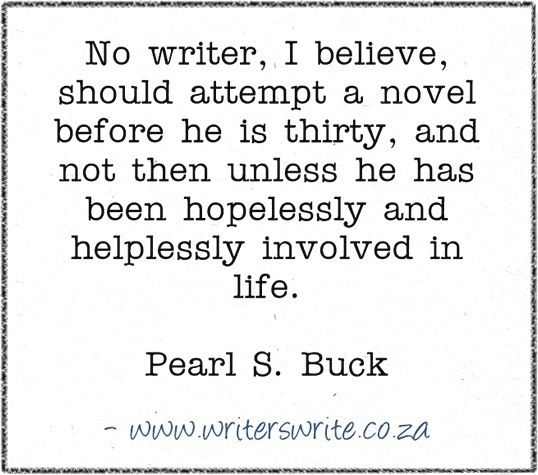 No writer, I believe,
should attempt a novel
before he is thirty, and
not then unless he has
been hopelessly and
helplessly involved in
life.
Pearl S. Buck
- www.writerswrite.co.za